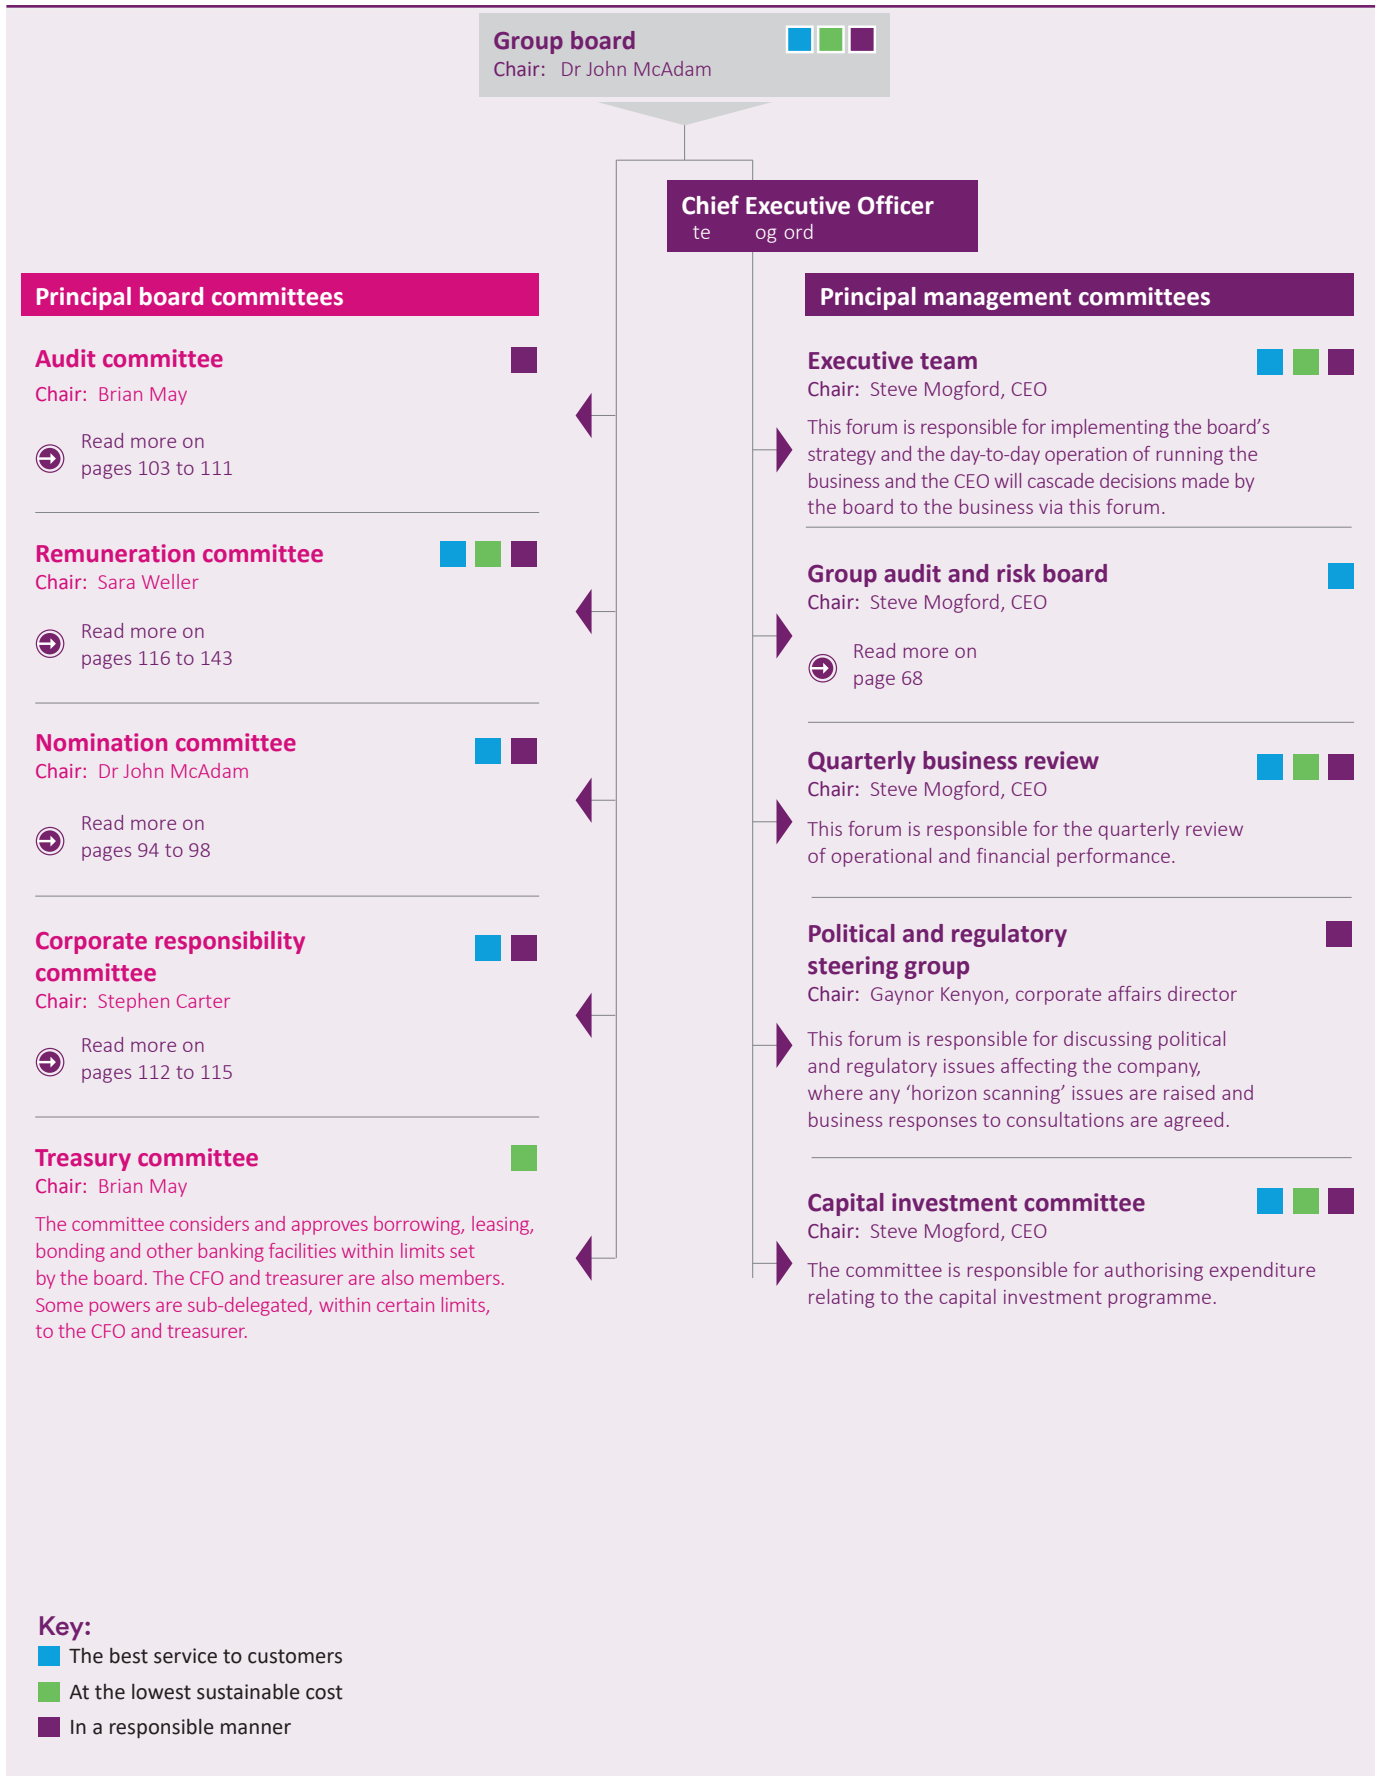 Group board
Chair: Dr John McAdam
Chief Executive Officer
te og ord
Principal board committees
Audit committee
Chair: Brian May
Read more on
pages 103 to 111
Remuneration committee
Chair: Sara Weller
Read more on
pages 116 to 143
Nomination committee
Chair: Dr John McAdam
Read more on
pages 94 to 98
Corporate responsibility
committee
Chair: Stephen Carter
Read more on
pages 112 to 115
Treasury committee
Chair: Brian May
The committee considers and approves borrowing, leasing,
bonding and other banking facilities within limits set
by the board. The CFO and treasurer are also members.
Some powers are sub-delegated, within certain limits,
to the CFO and treasurer.
Principal management committees
Executive team
Chair: Steve Mogford, CEO
This forum is responsible for implementing the board’s
strategy and the day-to-day operation of running the
business and the CEO will cascade decisions made by
the board to the business via this forum.
Group audit and risk board
Chair: Steve Mogford, CEO
Read more on
page 68
Quarterly business review
Chair: Steve Mogford, CEO
This forum is responsible for the quarterly review
of operational and financial performance.
Political and regulatory
steering group
Chair: Gaynor Kenyon, corporate affairs director
This forum is responsible for discussing political
and regulatory issues affecting the company,
where any ‘horizon scanning’ issues are raised and
business responses to consultations are agreed.
Capital investment committee
Chair: Steve Mogford, CEO
The committee is responsible for authorising expenditure
relating to the capital investment programme.
Key:
The best service to customers
At the lowest sustainable cost
In a responsible manner